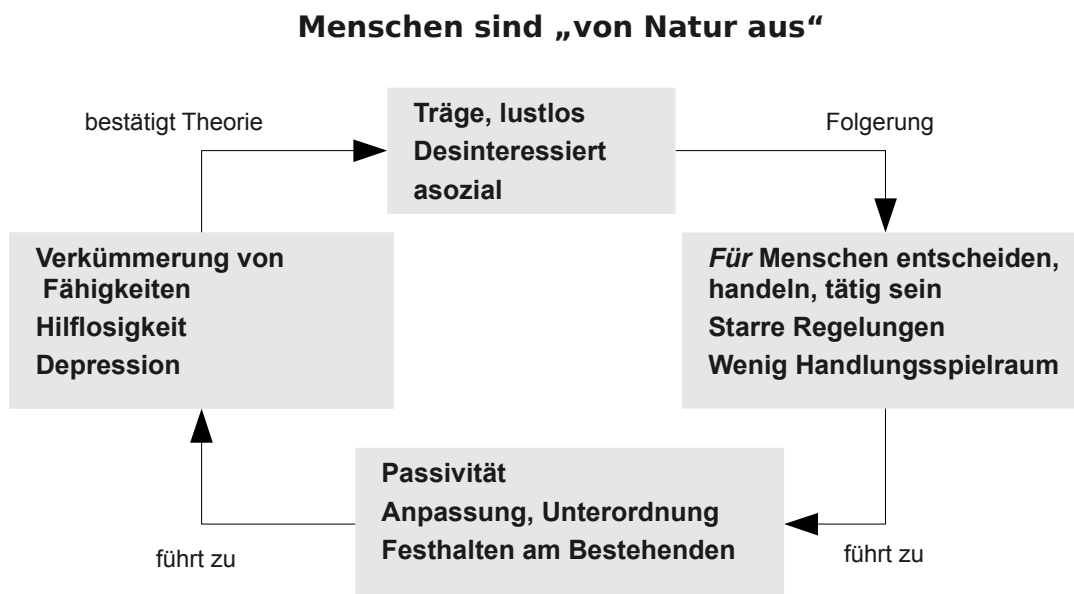 Menschen sind „von Natur aus“
bestätigt Theorie
Träge, lustlos
Desinteressiert
asozial
Folgerung
Für Menschen entscheiden,
handeln, tätig sein
Starre Regelungen
Wenig Handlungsspielraum
führt zu
Passivität
Anpassung, Unterordnung
Festhalten am Bestehenden
führt zu
Verkümmerung von
Fähigkeiten
Hilflosigkeit
Depression